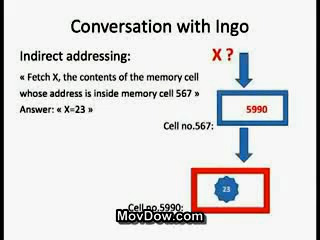 Conversation with Ingo
Indirect addressing:
X ?
« Fetch X, the contents of the memory cell
whose address is inside memory cell 567 »
Answer: « X=23 »
5990
Cell no.567:
23
Cell no.5990:
MovDow.com